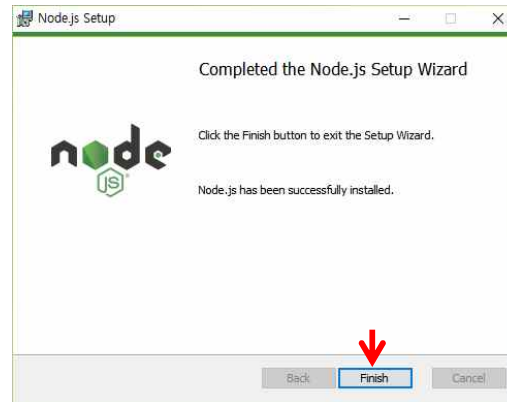 Node.js Setup
Completed the Node.js Setup Wizard
Click the Finish button to exit the Setup Wizard.
node
JS
Node.js has been successfully installed.
Back Finish Cancel